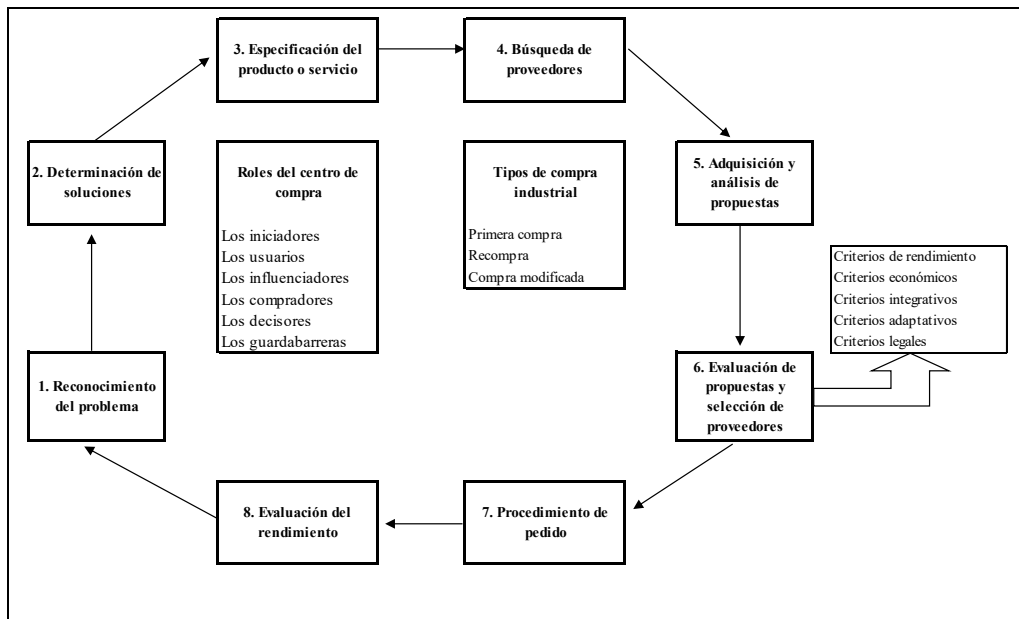 3. Especificación del
producto o servicio
4. Búsqueda de
proveedores
2. Determinación de
soluciones
Roles del centro de
compra
Los iniciadores
Los usuarios
Los influenciadores
Los compradores
Los decisores
Los guardabarreras
Tipos de compra
industrial
Primera compra
Recompra
Compra modificada
5. Adquisición y
análisis de
propuestas
Criterios de rendimiento
Criterios económicos
Criterios integrativos
Criterios adaptativos
Criterios legales
1. Reconocimiento
del problema
6. Evaluación de
propuestas y
selección de
proveedores
8. Evaluación del
rendimiento
7. Procedimiento de
pedido